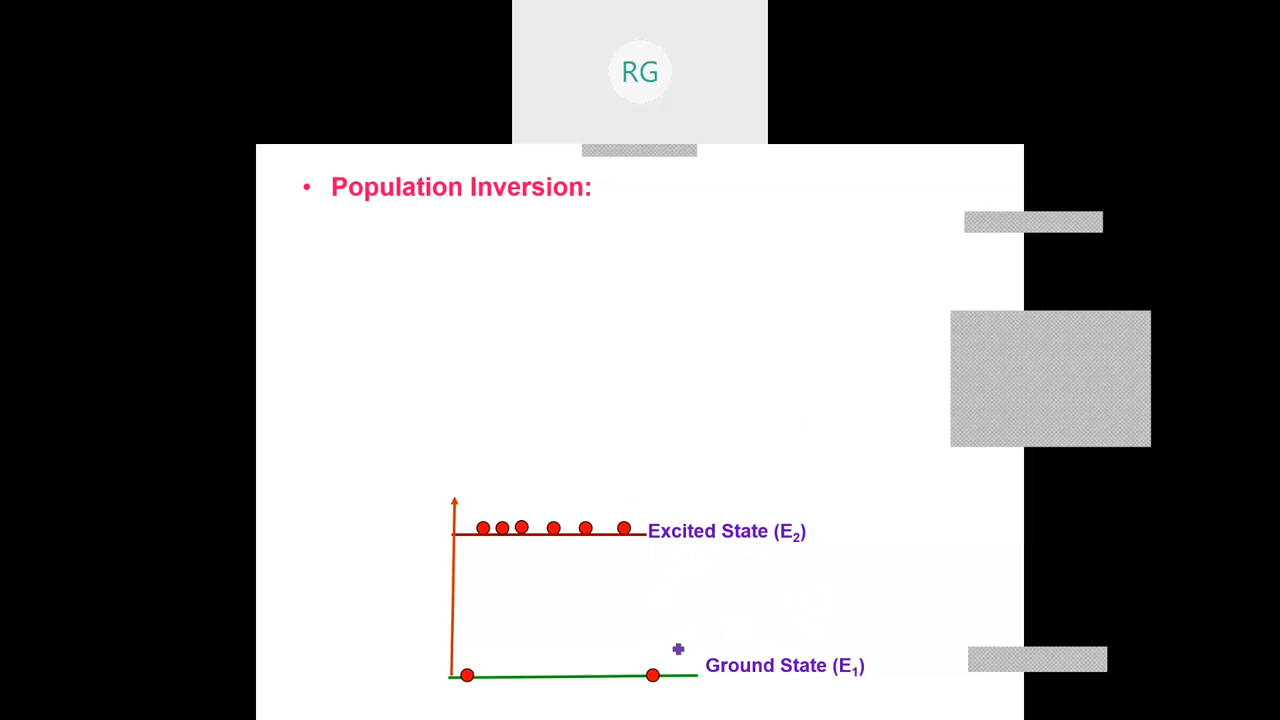 RG
• Population Inversion:
Excited State (E₂)
Ground State (E₁)